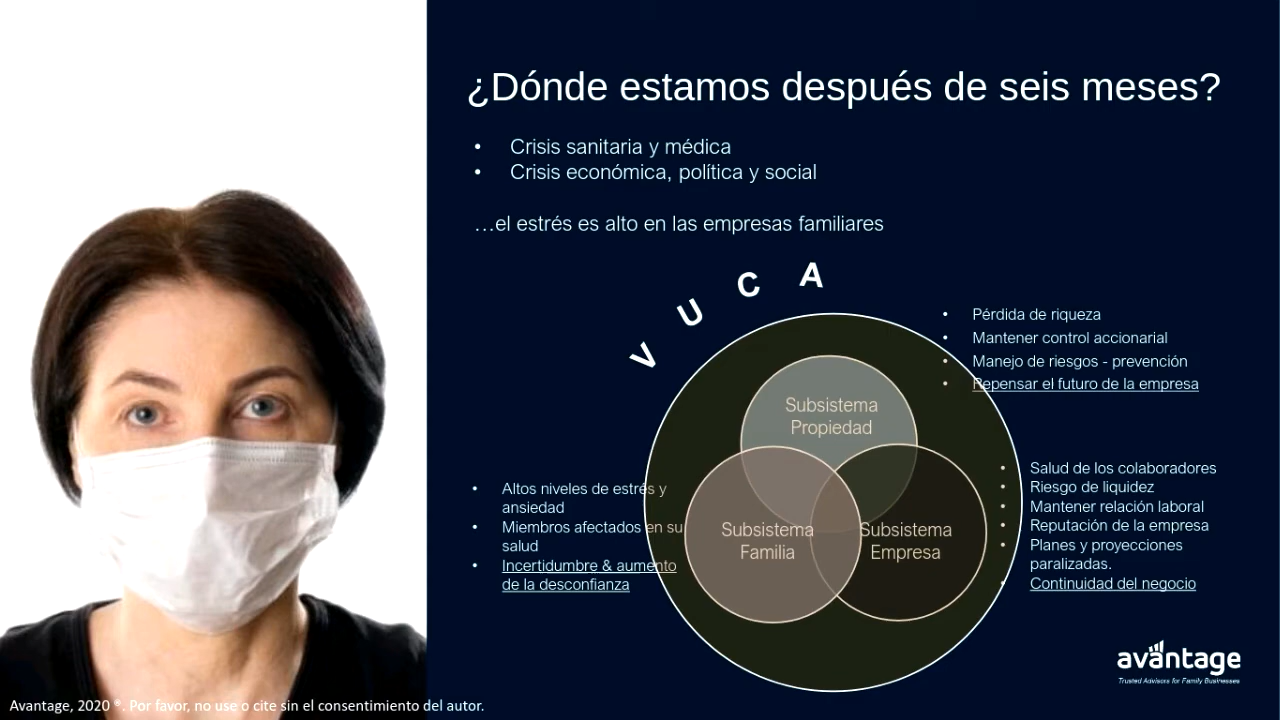 ¿Dónde estamos después de seis meses?
• Crisis sanitaria y médica
• Crisis económica, política y social
…el estrés es alto en las empresas familiares
V U C A
• Pérdida de riqueza
• Mantener control accionarial
• Manejo de riesgos - prevención
• Repensar el futuro de la empresa
Subsistema
Propiedad
• Altos niveles de estrés y
ansiedad
• Miembros afectados en su
salud
• Incertidumbre & aumento
de la desconfianza
Subsistema
Familia
Subsistema
Empresa
• Salud de los colaboradores
• Riesgo de liquidez
• Mantener relación laboral
• Reputación de la empresa
• Planes y proyecciones
paralizadas.
• Continuidad del negocio
avantage
Trusted Advisors for Family Businesses
Avantage, 2020 ®. Por favor, no use o cite sin el consentimiento del autor.